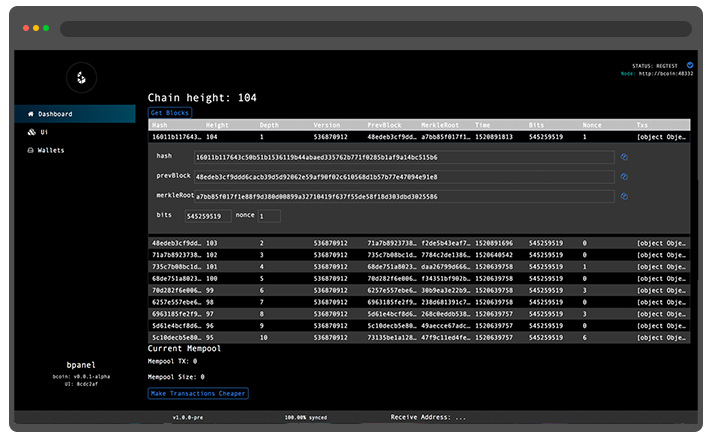 STATUS: REGTEST
Node: http://bcoin:48332
Dashboard
Ui
Wallets
Chain height: 104
Get Blocks
Hash Height Depth Version PrevBlock MerkleRoot Time Bits Nonce Txs
16011b117643... 104 1 536870912 48edeb3cf9dd... a7bb85f017f1... 1520891813 545259519 1 [object Obje...
hash 16011b117643c50b51b1536119b44abaed335762b771f0285b1af9a14bc515b6
prevBlock 48edeb3cf9ddd6cacb39d5d92062e59af90f02c610568d1b57b77e47094e91e8
merkleRoot a7bb85f017f1e88f9d380d00899a32710419f637f55de58f18d303dbd3025586
bits 545259519 nonce 1
48edeb3cf9dd... 103 2 536870912 71a7b8923738... f2de5b43eaf7... 1520891696 545259519 0 [object Obje...
71a7b8923738... 102 3 536870912 735c7b08bc1d... 7784c2de1386... 1520640542 545259519 0 [object Obje...
735c7b08bc1d... 101 4 536870912 68de751a8023... daa26799d666... 1520639758 545259519 1 [object Obje...
68de751a8023... 100 5 536870912 70d282f6e006... f34351bf902b... 1520639758 545259519 0 [object Obje...
70d282f6e006... 99 6 536870912 6257e557ebe6... 30b9ea3e22b9... 1520639758 545259519 3 [object Obje...
6257e557ebe6... 98 7 536870912 6963185fe2f9... 238d681391c7... 1520639758 545259519 0 [object Obje...
6963185fe2f9... 97 8 536870912 5d61e4bcf8d6... 268c0eddb538... 1520639757 545259519 3 [object Obje...
5d61e4bcf8d6... 96 9 536870912 5c10decb5e80... 49aecce67adc... 1520639757 545259519 0 [object Obje...
5c10decb5e80... 95 10 536870912 73135be1a128... 47f9c11ed4fe... 1520639757 545259519 6 [object Obje...
Current Mempool
Mempool TX: 0
Mempool Size: 0
Make Transactions Cheaper
bpanel
bcoin: v0.0.1-alpha
UI: 8cdc2af
v1.0.0-pre 100.00% synced Receive Address: ...